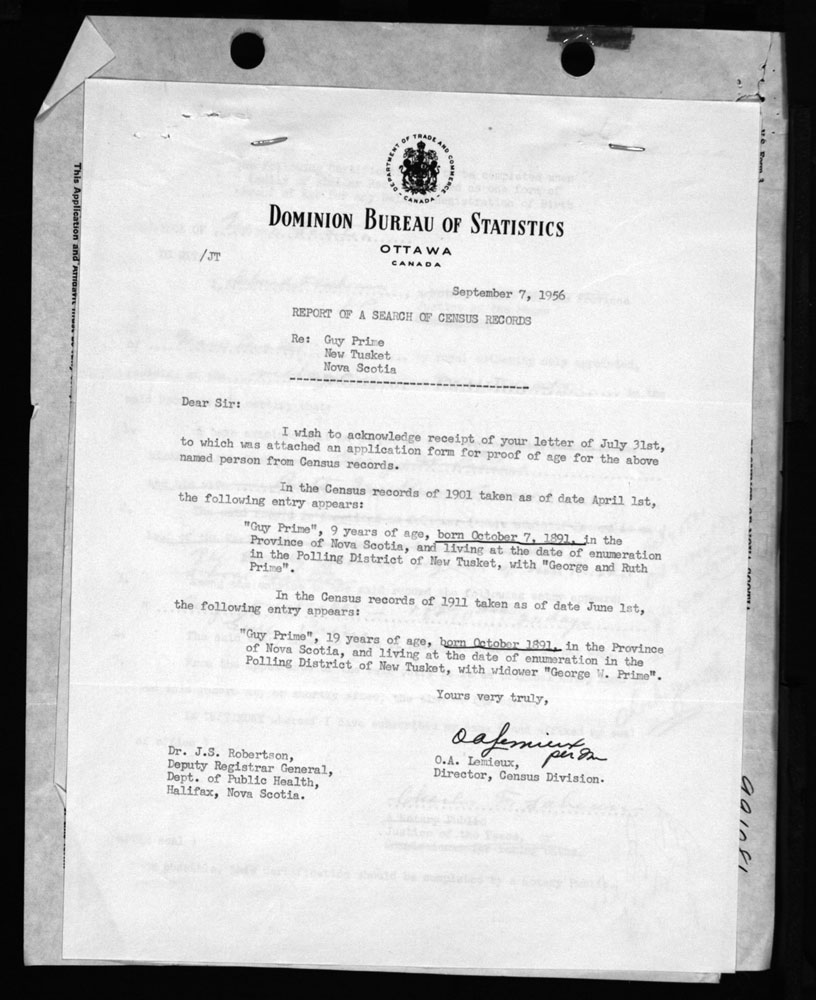 DEPARTMENT OF TRADE AND COMMERCE
CANADA
DOMINION BUREAU OF STATISTICS
OTTAWA
CANADA
/JT
September 7, 1956
REPORT OF A SEARCH OF CENSUS RECORDS
Re: Guy Prime
New Tusket
Nova Scotia
Dear Sir:
I wish to acknowledge receipt of your letter of July 31st,
to which was attached an application form for proof of age for the above
named person from Census records.
In the Census records of 1901 taken as of date April 1st,
the following entry appears:
"Guy Prime", 9 years of age, born October 7, 1891, in the
Province of Nova Scotia, and living at the date of enumeration
in the Polling District of New Tusket, with "George and Ruth
Prime".
In the Census records of 1911 taken as of date June 1st,
the following entry appears:
"Guy Prime", 19 years of age, born October 1891, in the Province
of Nova Scotia, and living at the date of enumeration in the
Polling District of New Tusket, with widower "George W. Prime".
Yours very truly,
O A Lemieux
per
O.A. Lemieux,
Director, Census Division.
Dr. J.S. Robertson,
Deputy Registrar General,
Dept. of Public Health,
Halifax, Nova Scotia.
This Application and Affidavit must